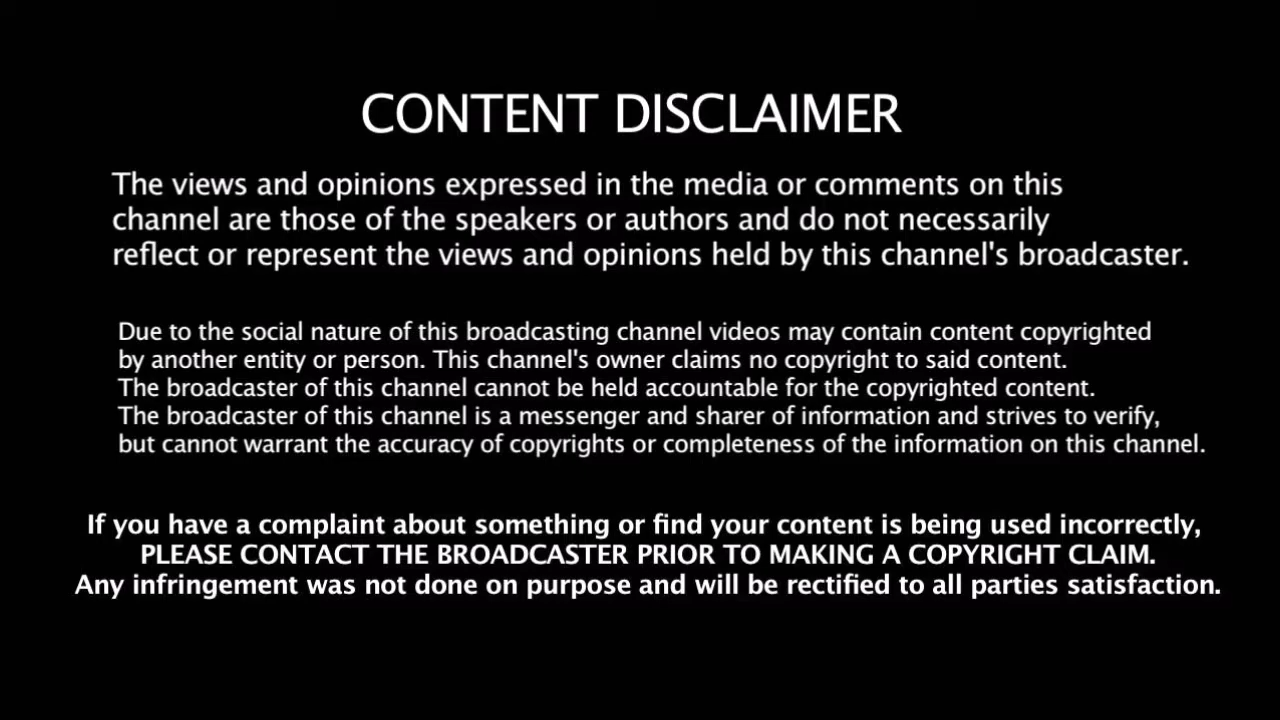 CONTENT DISCLAIMER
The views and opinions expressed in the media or comments on this
channel are those of the speakers or authors and do not necessarily
reflect or represent the views and opinions held by this channel's broadcaster.
Due to the social nature of this broadcasting channel videos may contain content copyrighted
by another entity or person. This channel's owner claims no copyright to said content.
The broadcaster of this channel cannot be held accountable for the copyrighted content.
The broadcaster of this channel is a messenger and sharer of information and strives to verify,
but cannot warrant the accuracy of copyrights or completeness of the information on this channel.
If you have a complaint about something or find your content is being used incorrectly,
PLEASE CONTACT THE BROADCASTER PRIOR TO MAKING A COPYRIGHT CLAIM.
Any infringement was not done on purpose and will be rectified to all parties satisfaction.